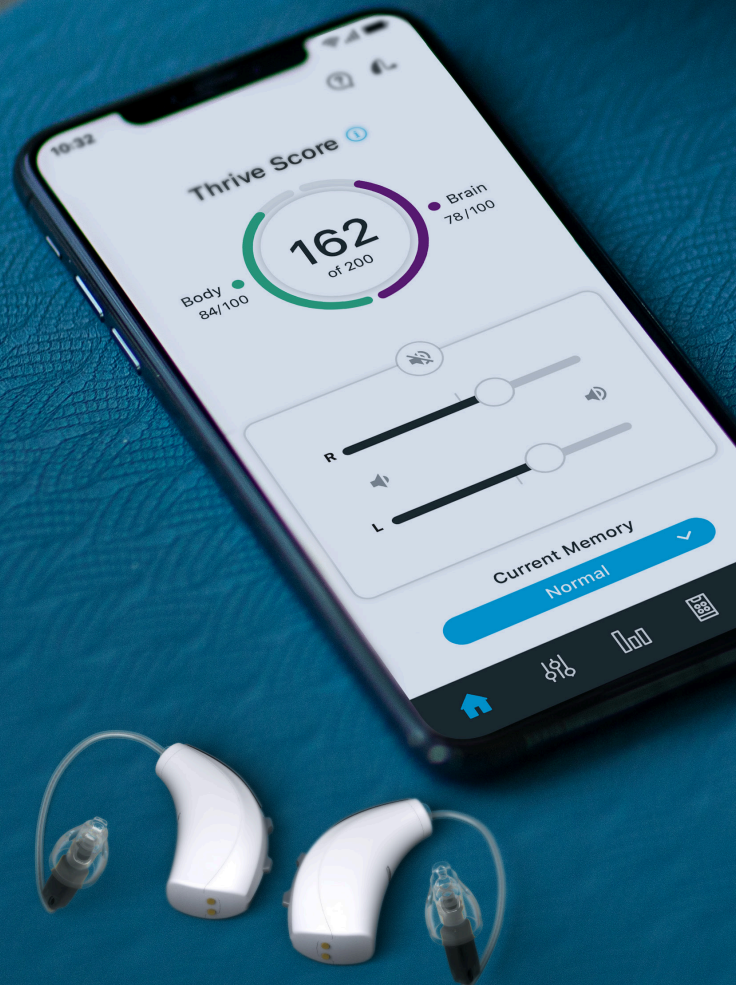 10:32
Thrive Score
162
of 200
Brain
78/100
Body
84/100
R
L
Current Memory
Normal